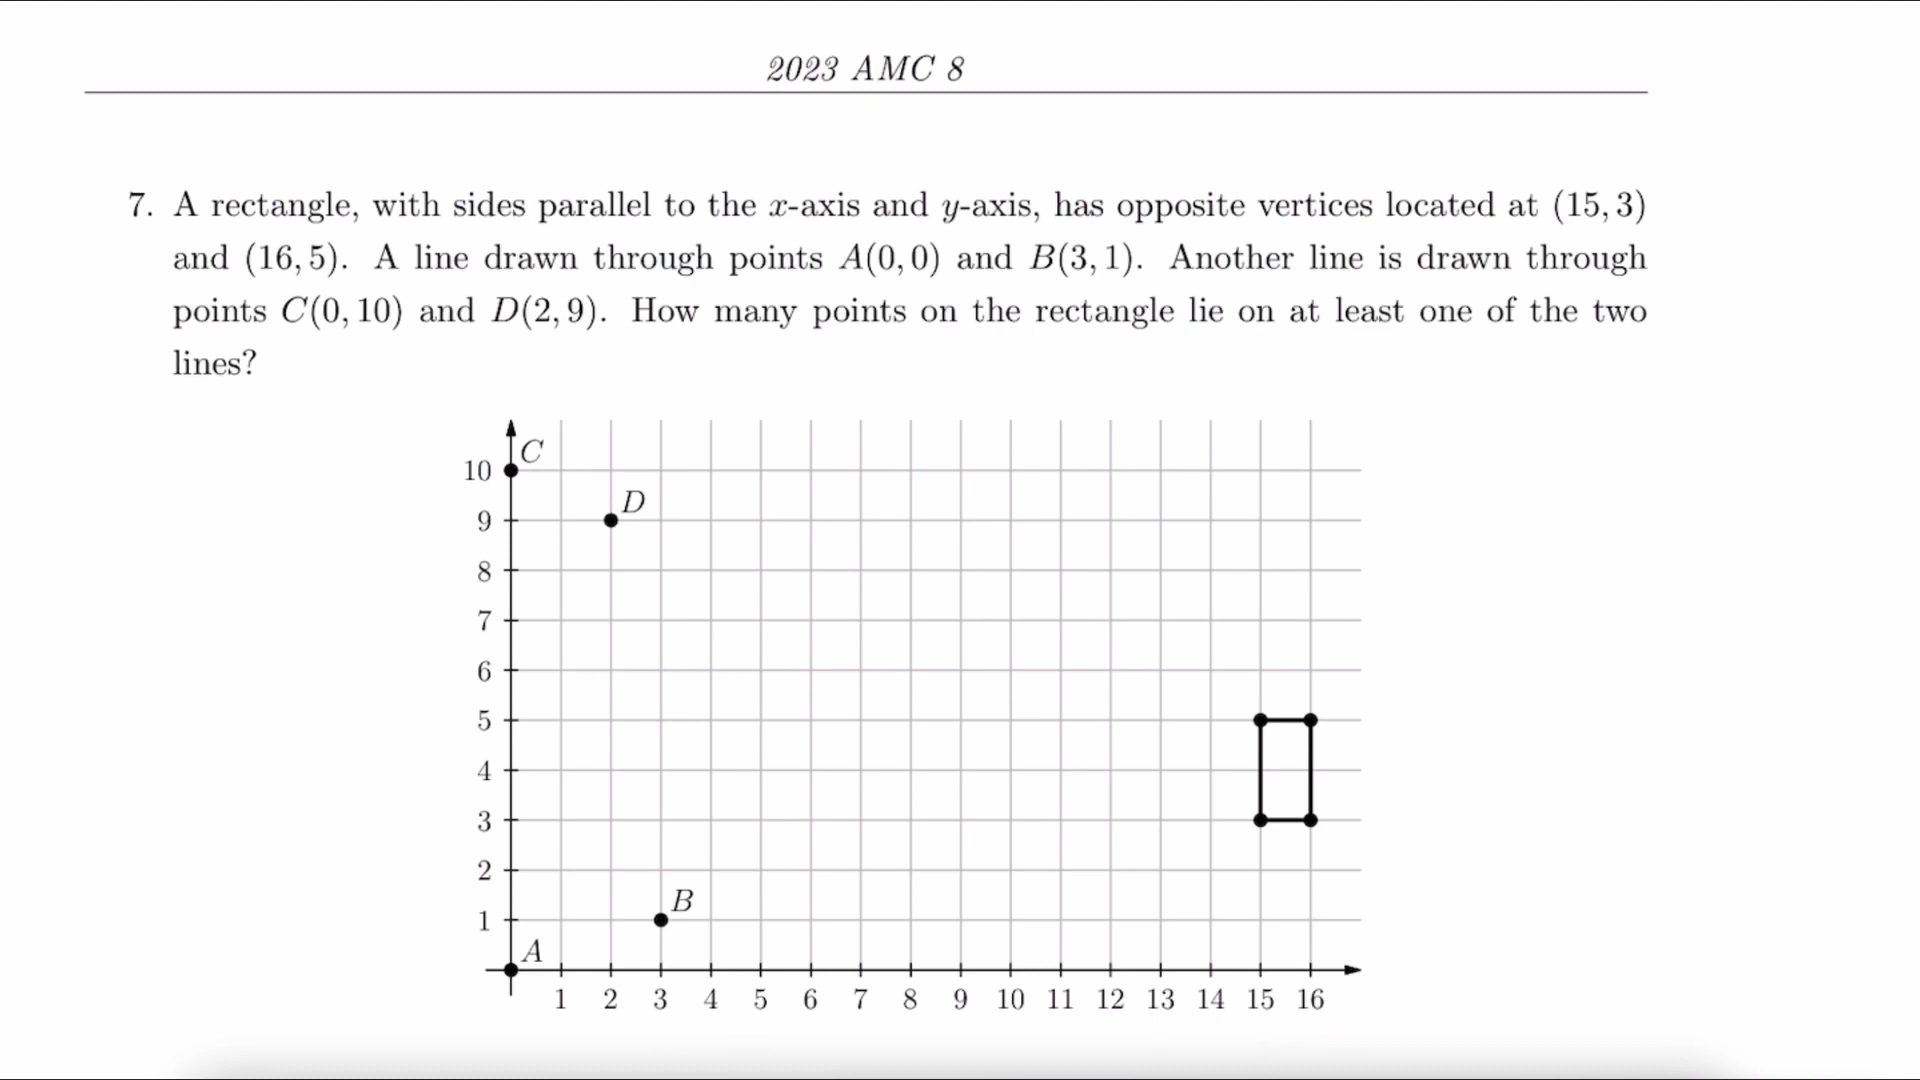 2023 AMC 8
7. A rectangle, with sides parallel to the x-axis and y-axis, has opposite vertices located at (15, 3)
and (16, 5). A line drawn through points A(0, 0) and B(3, 1). Another line is drawn through
points C(0, 10) and D(2, 9). How many points on the rectangle lie on at least one of the two
lines?
C
10
D
9
8
7
6
5
4
3
2
B
1
A
1 2 3 4 5 6 7 8 9 10 11 12 13 14 15 16